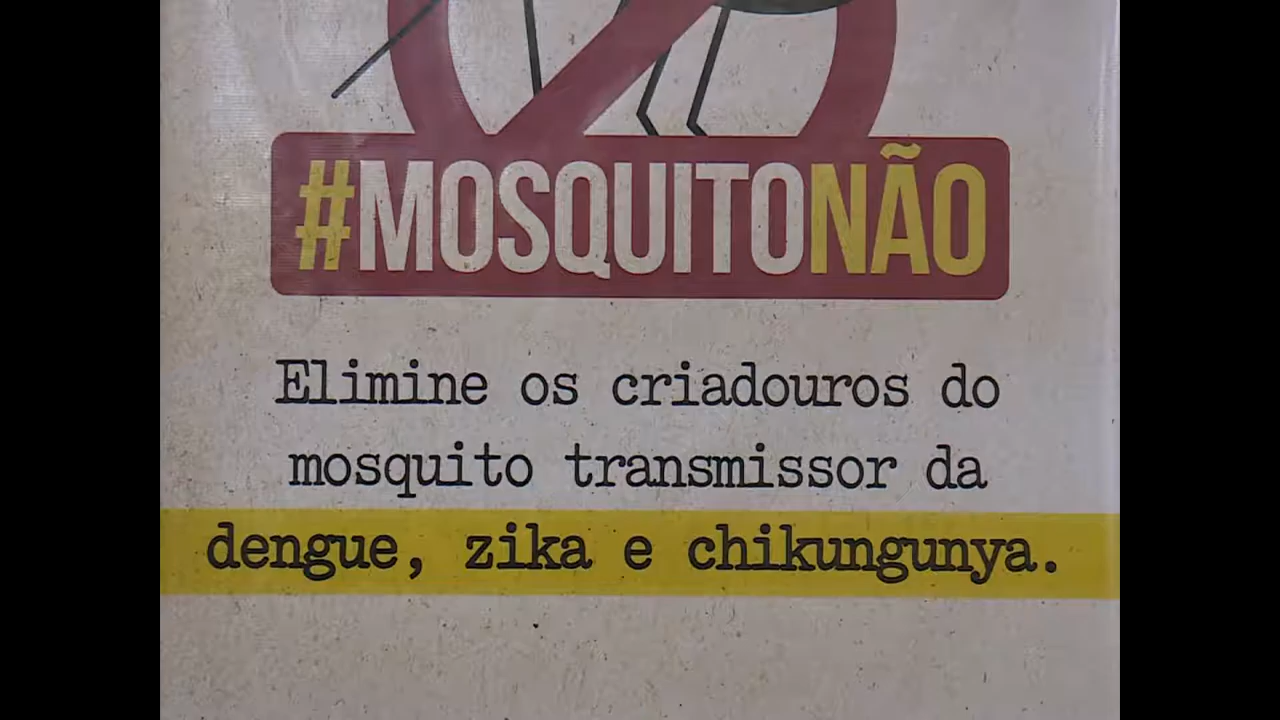 #MOSQUITONÃO
Elimine os criadouros do
mosquito transmissor da
dengue, zika e chikungunya.